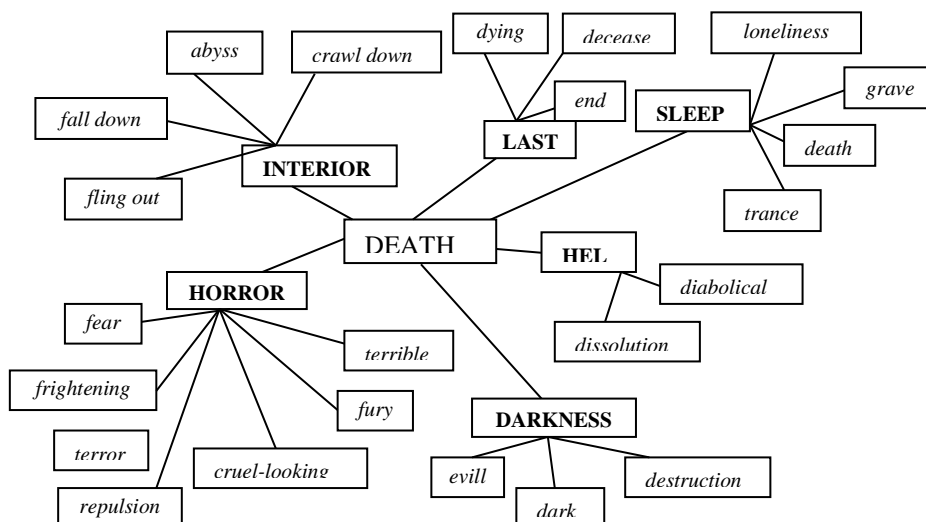 dying
decease
loneliness
abyss
crawl down
end
grave
SLEEP
fall down
LAST
death
INTERIOR
fling out
trance
DEATH
HEL
HORROR
diabolical
fear
dissolution
terrible
frightening
fury
DARKNESS
terror
cruel-looking
evill
destruction
repulsion
dark